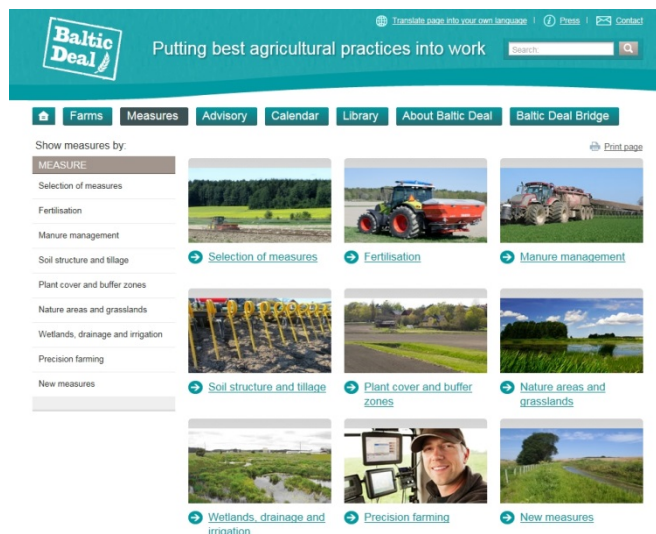 Baltic
Deal
Translate page into your own language | Press | Contact
Putting best agricultural practices into work
Search:
Farms
Measures
Advisory
Calendar
Library
About Baltic Deal
Baltic Deal Bridge
Show measures by:
Print page
MEASURE
Selection of measures
Fertilisation
Manure management
Soil structure and tillage
Plant cover and buffer zones
Nature areas and grasslands
Wetlands, drainage and irrigation
Precision farming
New measures
Selection of measures
Fertilisation
Manure management
Soil structure and tillage
Plant cover and buffer
zones
Nature areas and
grasslands
Wetlands, drainage and
irrigation
Precision farming
New measures